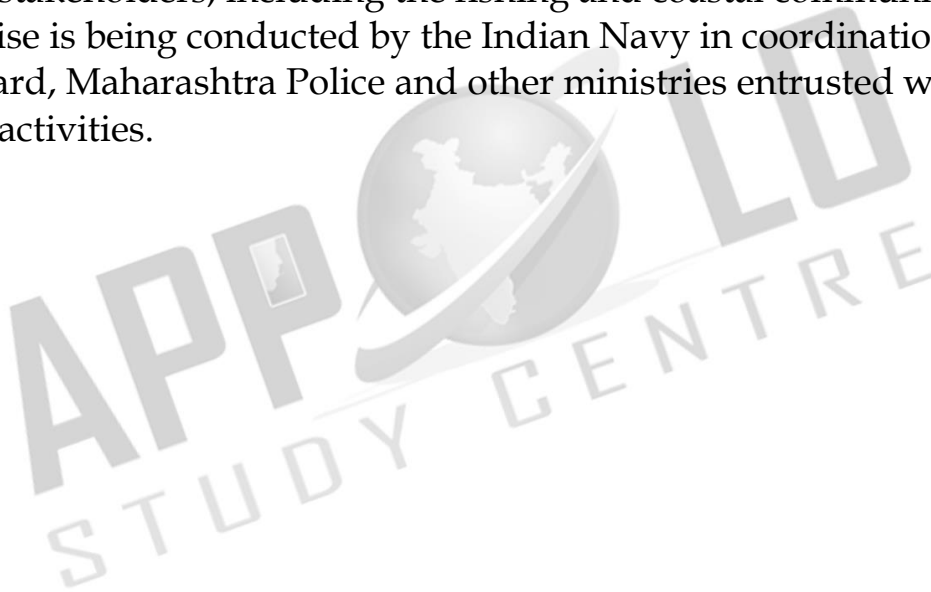 stakeholders, including the fishing and coastal communi
ise is being conducted by the Indian Navy in coordinatio
ard, Maharashtra Police and other ministries entrusted w
activities.
APPOLO
STUDY CENTRE